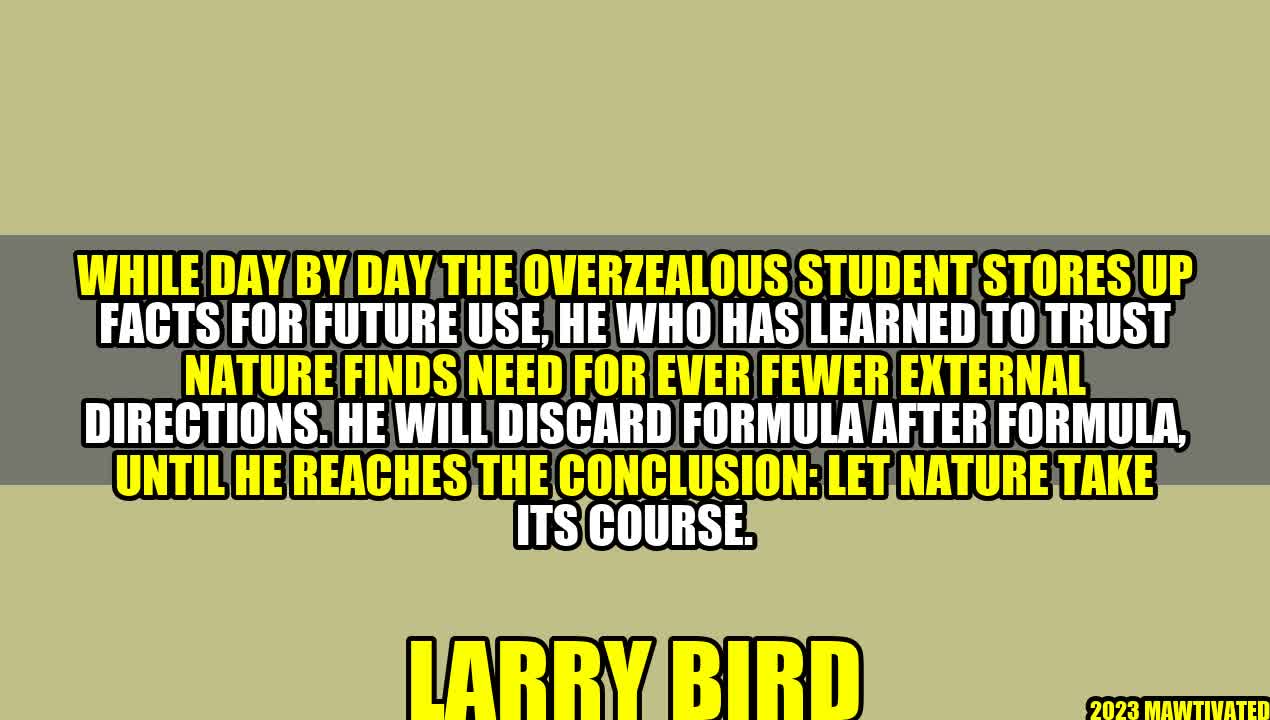 WHILE DAY BY DAY THE OVERZEALOUS STUDENT STORES UP
FACTS FOR FUTURE USE, HE WHO HAS LEARNED TO TRUST
NATURE FINDS NEED FOR EVER FEWER EXTERNAL
DIRECTIONS. HE WILL DISCARD FORMULA AFTER FORMULA,
UNTIL HE REACHES THE CONCLUSION: LET NATURE TAKE
ITS COURSE.
LARRY BIRD
2023 MAWTIVATED